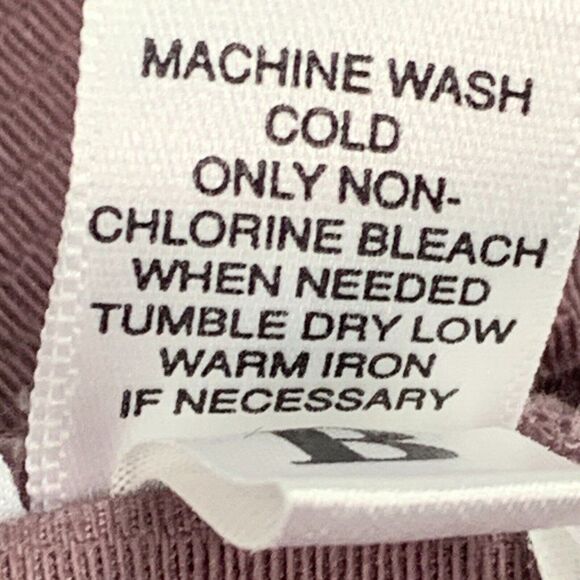 MACHINE WASH
COLD
ONLY NON-
CHLORINE BLEACH
WHEN NEEDED
TUMBLE DRY LOW
WARM IRON
IF NECESSARY
B